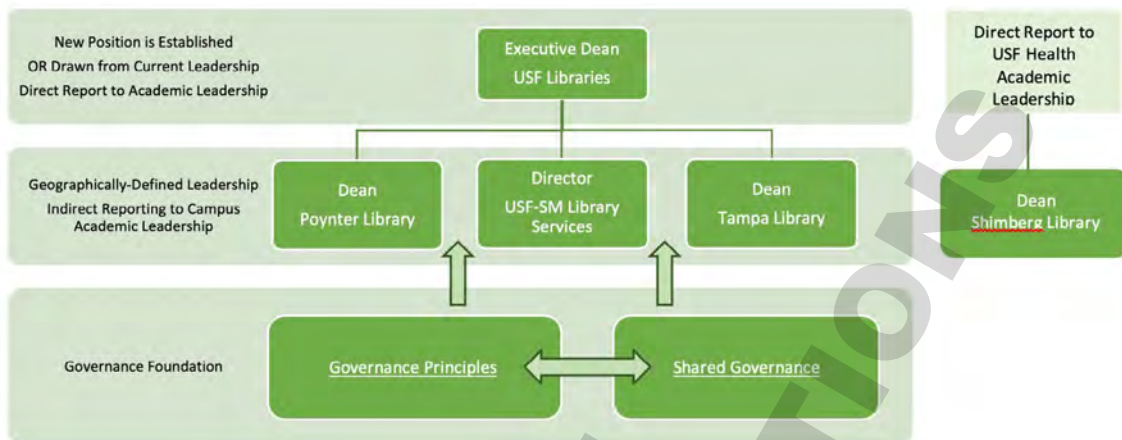 New Position is Established
OR Drawn from Current Leadership
Direct Report to Academic Leadership
Executive Dean
USF Libraries
Direct Report to
USF Health
Academic
Leadership
Geographically-Defined Leadership
Indirect Reporting to Campus
Academic Leadership
Dean
Poynter Library
Director
USF-SM Library
Services
Dean
Tampa Library
Dean
Shimberg Library
Governance Foundation
Governance Principles
Shared Governance